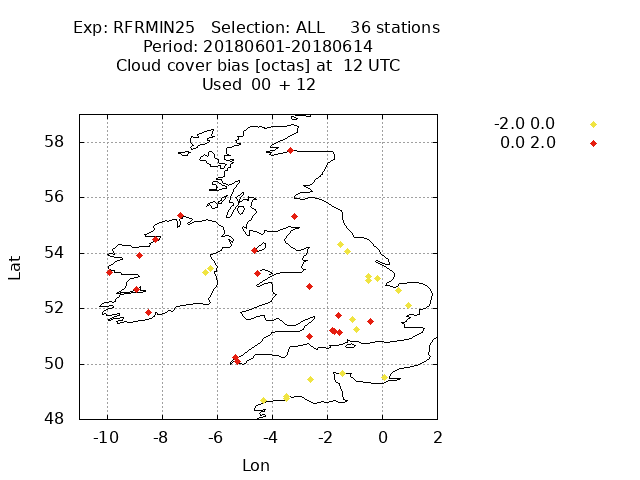 Exp: RFRMIN25 Selection: ALL 36 stations
Period: 20180601-20180614
Cloud cover bias [octas] at 12 UTC
Used 00 + 12
-2.0 0.0
0.0 2.0
58
56
54
52
50
48
Lat
-10 -8 -6 -4 -2 0 2
Lon